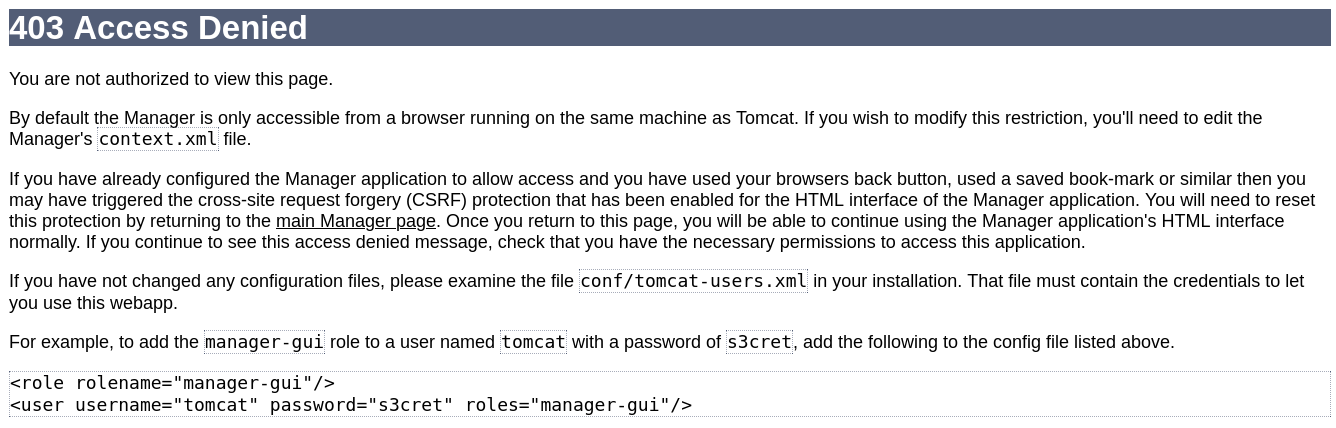 403 Access Denied
You are not authorized to view this page.
By default the Manager is only accessible from a browser running on the same machine as Tomcat. If you wish to modify this restriction, you'll need to edit the
Manager's context.xml file.
If you have already configured the Manager application to allow access and you have used your browsers back button, used a saved book-mark or similar then you
may have triggered the cross-site request forgery (CSRF) protection that has been enabled for the HTML interface of the Manager application. You will need to reset
this protection by returning to the main Manager page. Once you return to this page, you will be able to continue using the Manager application's HTML interface
normally. If you continue to see this access denied message, check that you have the necessary permissions to access this application.
If you have not changed any configuration files, please examine the file conf/tomcat-users.xml in your installation. That file must contain the credentials to let
you use this webapp.
For example, to add the manager-gui role to a user named tomcat with a password of s3cret, add the following to the config file listed above.
<role rolename="manager-gui"/>
<user username="tomcat" password="s3cret" roles="manager-gui"/>